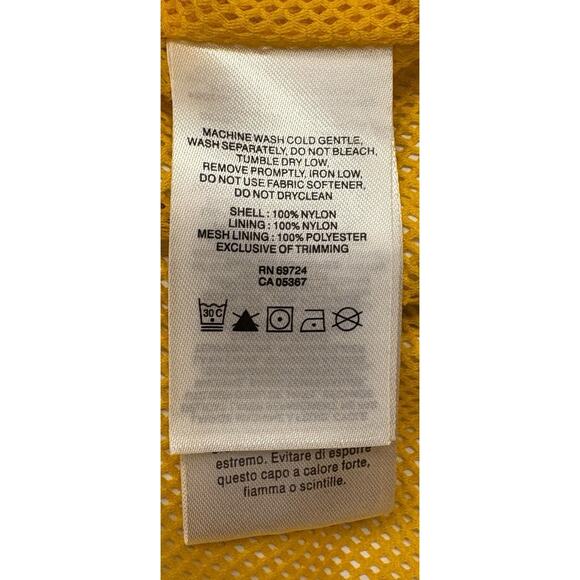 MACHINE WASH COLD GENTLE,
WASH SEPARATELY, DO NOT BLEACH,
TUMBLE DRY LOW,
REMOVE PROMPTLY, IRON LOW,
DO NOT USE FABRIC SOFTENER,
DO NOT DRYCLEAN
SHELL : 100% NYLON
LINING : 100% NYLON
MESH LINING : 100% POLYESTER
EXCLUSIVE OF TRIMMING
RN 69724
CA 05367
30 C
estremo. Evitare di esporre
questo capo a calore forte,
fiamma o scintille.